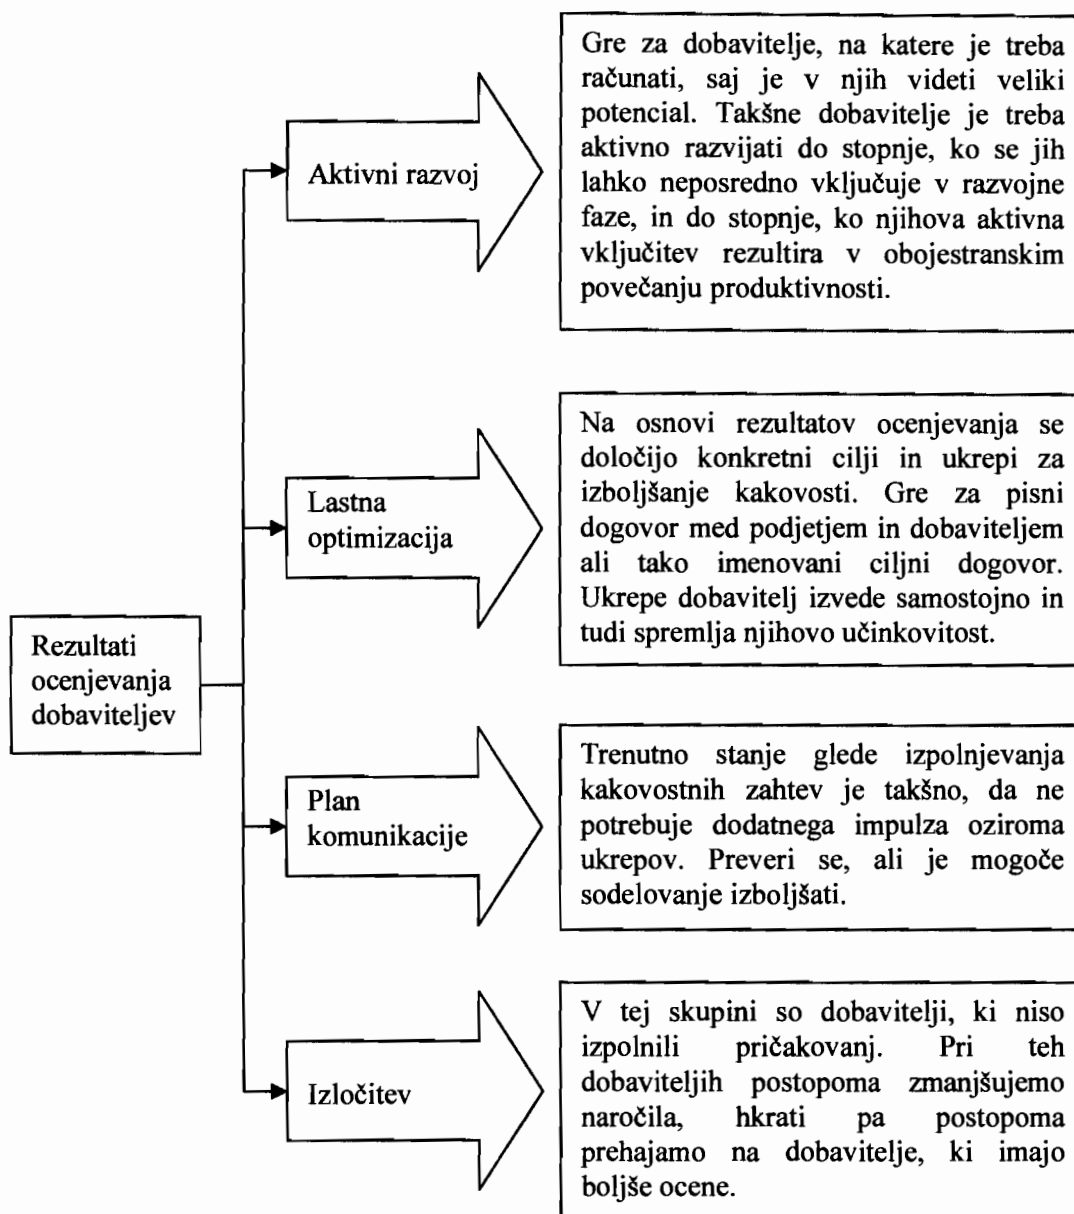 Rezultati
ocenjevanja
dobaviteljev
Aktivni razvoj
Gre za dobavitelje, na katere je treba
računati, saj je v njih videti veliki
potencial. Takšne dobavitelje je treba
aktivno razvijati do stopnje, ko se jih
lahko neposredno vključuje v razvojne
faze, in do stopnje, ko njihova aktivna
vključitev rezultira v obojestranskim
povečanju produktivnosti.
Lastna
optimizacija
Na osnovi rezultatov ocenjevanja se
določijo konkretni cilji in ukrepi za
izboljšanje kakovosti. Gre za pisni
dogovor med podjetjem in dobaviteljem
ali tako imenovani ciljni dogovor.
Ukrepe dobavitelj izvede samostojno in
tudi spremlja njihovo učinkovitost.
Plan
komunikacije
Trenutno stanje glede izpolnjevanja
kakovostnih zahtev je takšno, da ne
potrebuje dodatnega impulza oziroma
ukrepov. Preveri se, ali je mogoče
sodelovanje izboljšati.
Izločitev
V tej skupini so dobavitelji, ki niso
izpolnili pričakovanj. Pri teh
dobaviteljih postopoma zmanjšujemo
naročila, hkrati pa postopoma
prehajamo na dobavitelje, ki imajo
boljše ocene.